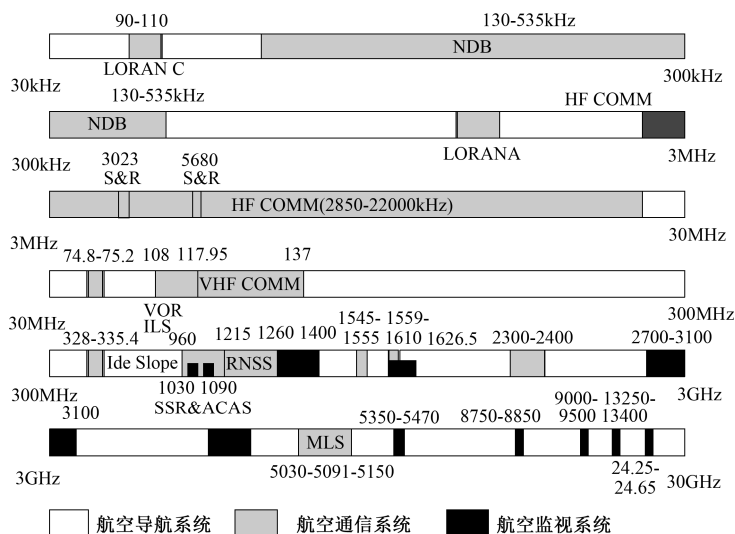 90-110
130-535kHz
NDB
LORAN C
30kHz
300kHz
130-535kHz
HF COMM
NDB
LORANA
300kHz
3MHz
3023
5680
S&R
S&R
HF COMM(2850-22000kHz)
3MHz
30MHz
74.8-75.2
108
117.95
137
VHF COMM
VOR
ILS
30MHz
300MHz
1545-
1559-
328-335.4
960
1215
1260
1400
1555
1610
1626.5
2300-2400
2700-3100
Ide Slope
RNSS
300MHz
1030
1090
3GHz
SSR&ACAS
9000-
13250-
3100
5350-5470
8750-8850
9500
13400
MLS
5030-5091-5150
24.25-
24.65
3GHz
30GHz
航空导航系统
航空通信系统
航空监视系统